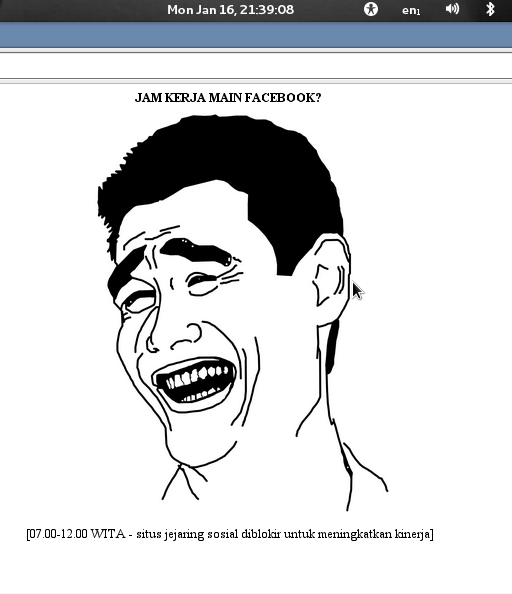 Mon Jan 16, 21:39:08 en₁
JAM KERJA MAIN FACEBOOK?
[07.00-12.00 WITA - situs jejaring sosial diblokir untuk meningkatkan kinerja]